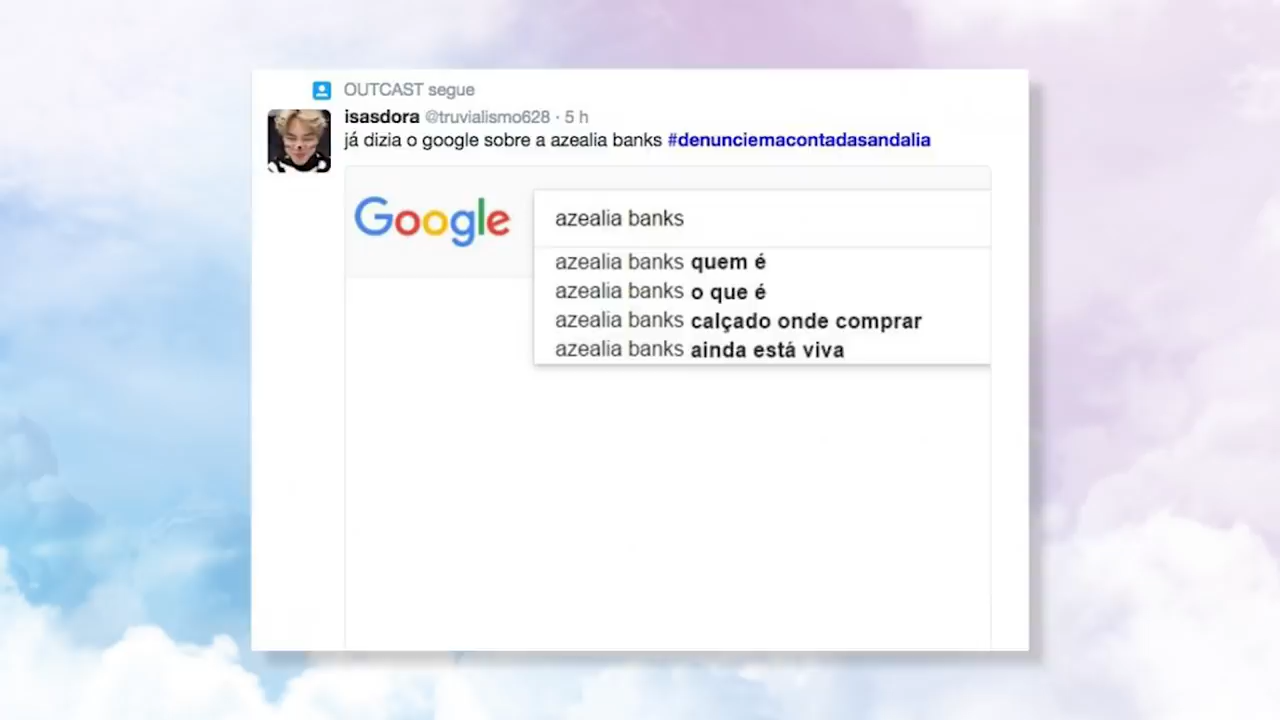 OUTCAST segue
isasdora @truvialismo628 · 5 h
já dizia o google sobre a azealia banks #denunciemacontadasandalia
Google
azealia banks
azealia banks quem é
azealia banks o que é
azealia banks calçado onde comprar
azealia banks ainda está viva